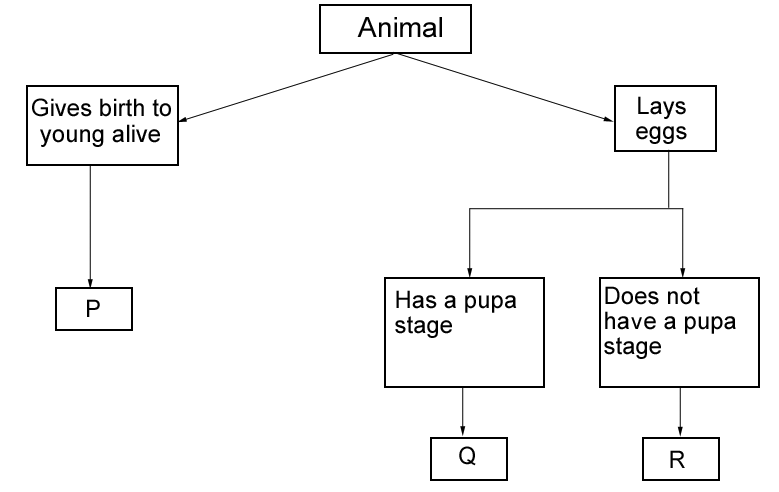 Animal
Gives birth to
young alive
Lays
eggs
P
Has a pupa
stage
Does not
have a pupa
stage
Q
R